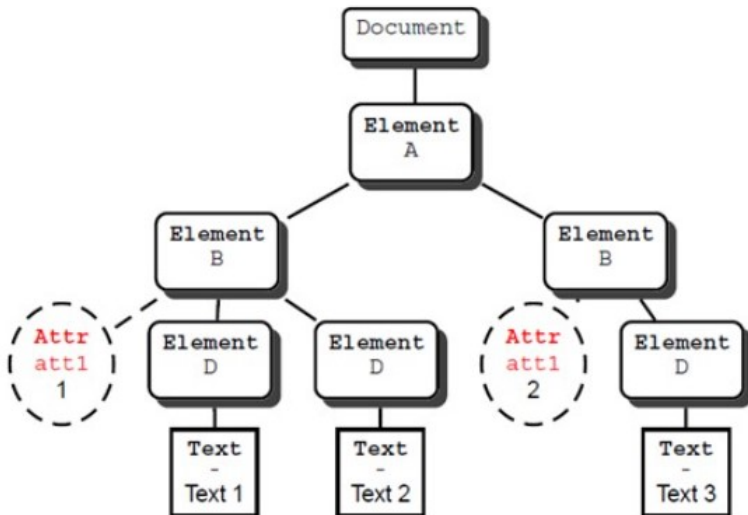 Document
Element
A
Element
B
Element
B
Attr
att1
1
Element
D
Element
D
Attr
att1
2
Element
D
Text
-
Text 1
Text
-
Text 2
Text
-
Text 3